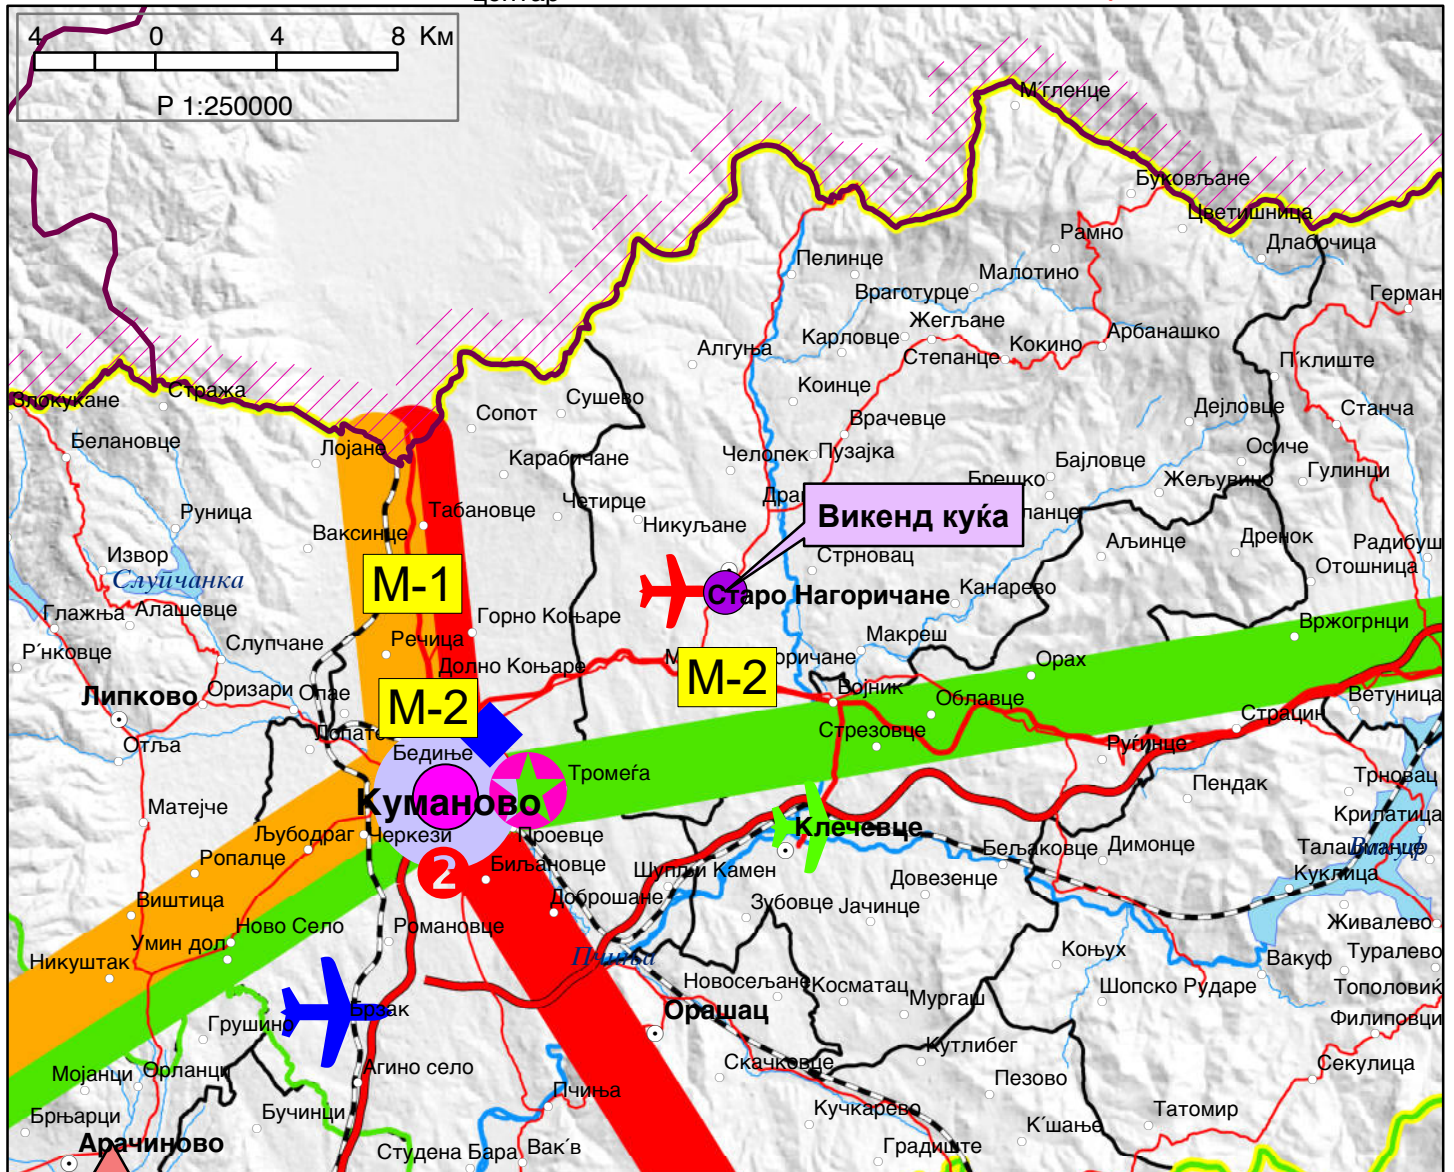 4 0 4 8 Км
Р 1:250000
М´гленце
Буковљане
Цветишница
Рамно
Длабочица
Пелинце
Малотино
Враготурце
Герман
Жегљане
Арбанашко
Карловце
Кокино
Алгуња
Степанце
П´клиште
Коинце
Злокуќане
Стража
Сопот
Сушево
Врачевце
Дејловце
Станча
Белановце
Лојане
Осиче
Карабичане
Челопек
Пузајка
Бајловце
Гулинци
Жељувино
Брешко
Руница
Табановце
Четирце
Никуљане
Викенд куќа
Ваксинце
Стрновац
Аљинце
Дренок
Радибуш
Извор
Отошница
Слупчанка
М-1
Канарево
Старо Нагоричане
Глажња
Алашевце
Горно Коњаре
Вржогрнци
Слупчане
Речица
Макреш
Р´нковце
Долно Коњаре
Орах
М-2
Липково
Оризари
Опае
М-2
Војник
Облавце
Ветуница
Страцин
Отља
Бедиње
Стрезовце
Руѓинце
Тромеѓа
Пендак
Трновац
Куманово
Матејче
Крилатица
Љубодраг
Черкези
Проевце
Клечевце
Ропалце
2
Биљановце
Шупљи Камен
Бељаковце
Димонце
Довезенце
Куклица
Виштица
Доброшане
Зубовце
Јачинце
Живалево
Ново Село
Романовце
Умин дол
Коњух
Туралево
Никуштак
Пчиња
Вакуф
Новосељане
Косматац
Шопско Рударе
Тополовик
Брзак
Орашац
Мургаш
Филиповци
Грушино
Кутлибег
Скачковце
Секулица
Мојанци
Орланци
Агино село
Пчиња
Пезово
Брњарци
Бучинци
Кучкарево
Татомир
К´шање
Арачиново
Студена Бара
Вак´в
Градиште